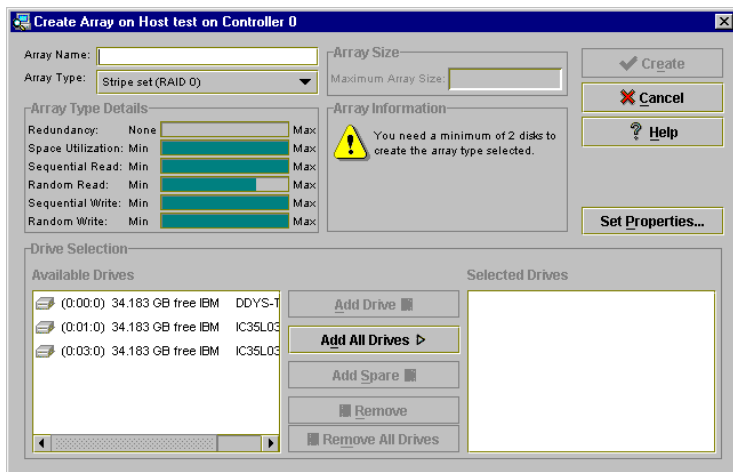 Create Array on Host test on Controller 0
Array Name:
Array Type: Stripe set (RAID 0)
Array Size
Maximum Array Size:
Create
Cancel
Help
Set Properties...
Array Type Details
Redundancy: None Max
Space Utilization: Min Max
Sequential Read: Min Max
Random Read: Min Max
Sequential Write: Min Max
Random Write: Min Max
Array Information
You need a minimum of 2 disks to
create the array type selected.
Drive Selection
Available Drives
(0:00:0) 34.183 GB free IBM DDYS-T
(0:01:0) 34.183 GB free IBM IC35L03
(0:03:0) 34.183 GB free IBM IC35L03
Add Drive
Add All Drives
Add Spare
Remove
Remove All Drives
Selected Drives